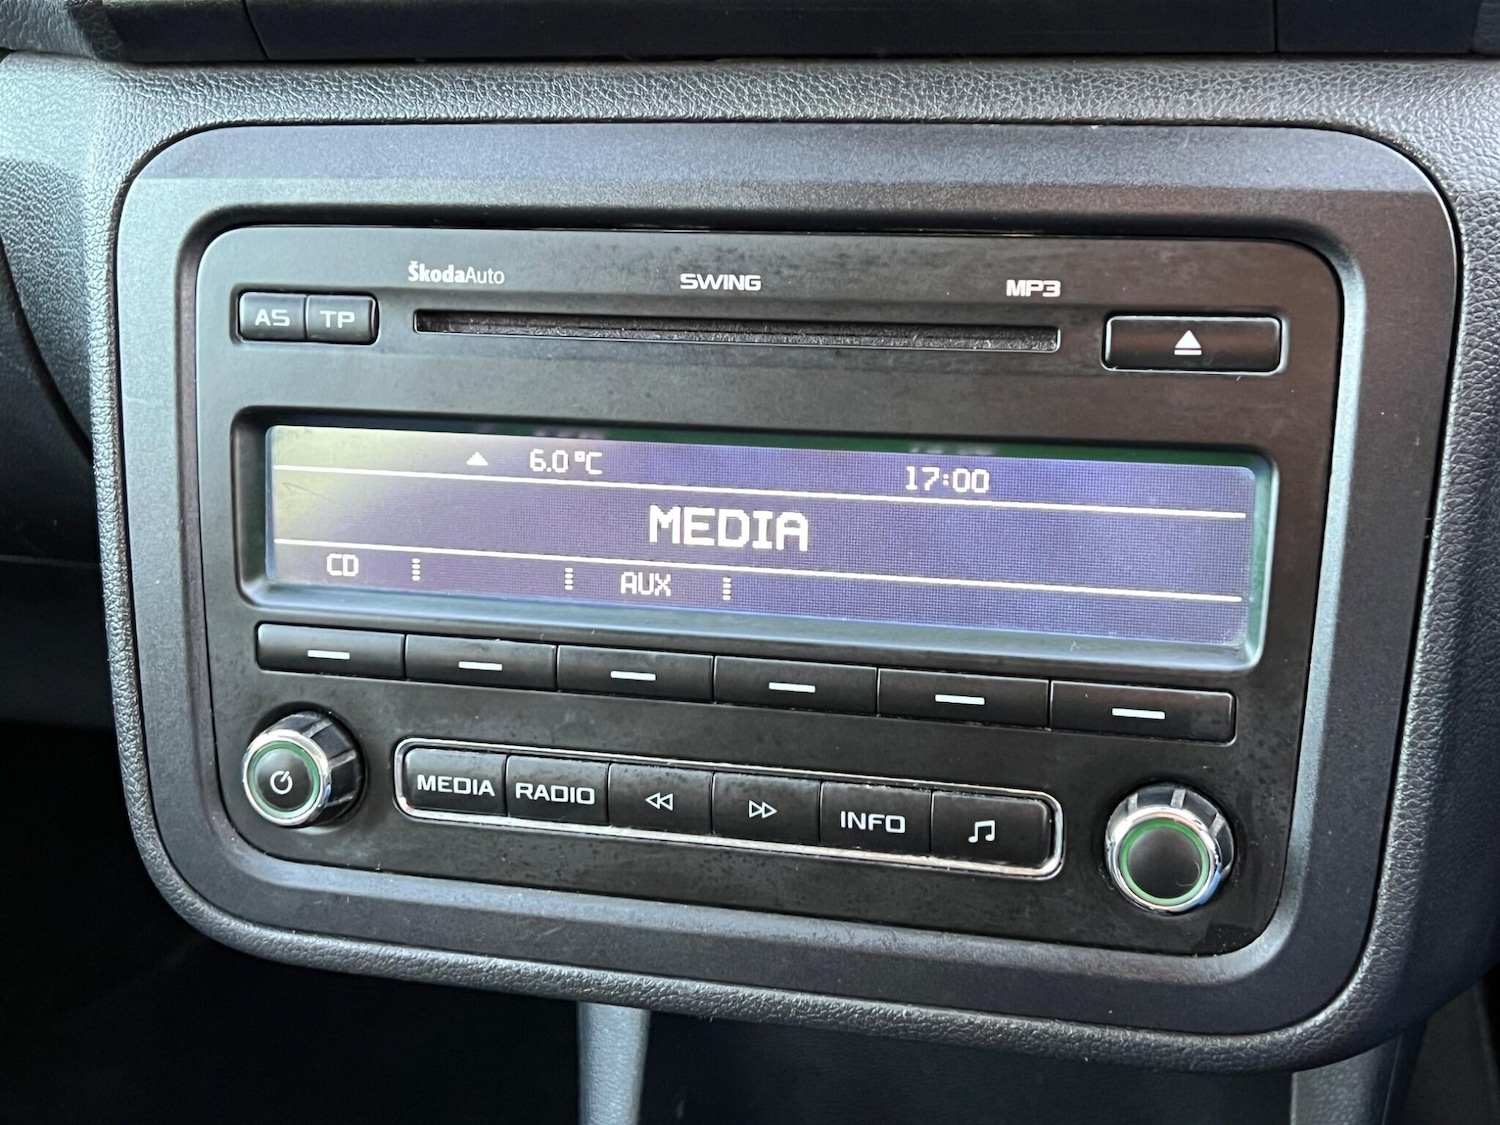 ŠkodaAuto SWING MP3
AS TP
6.0 °C 17:00
MEDIA
CD AUX
MEDIA RADIO INFO